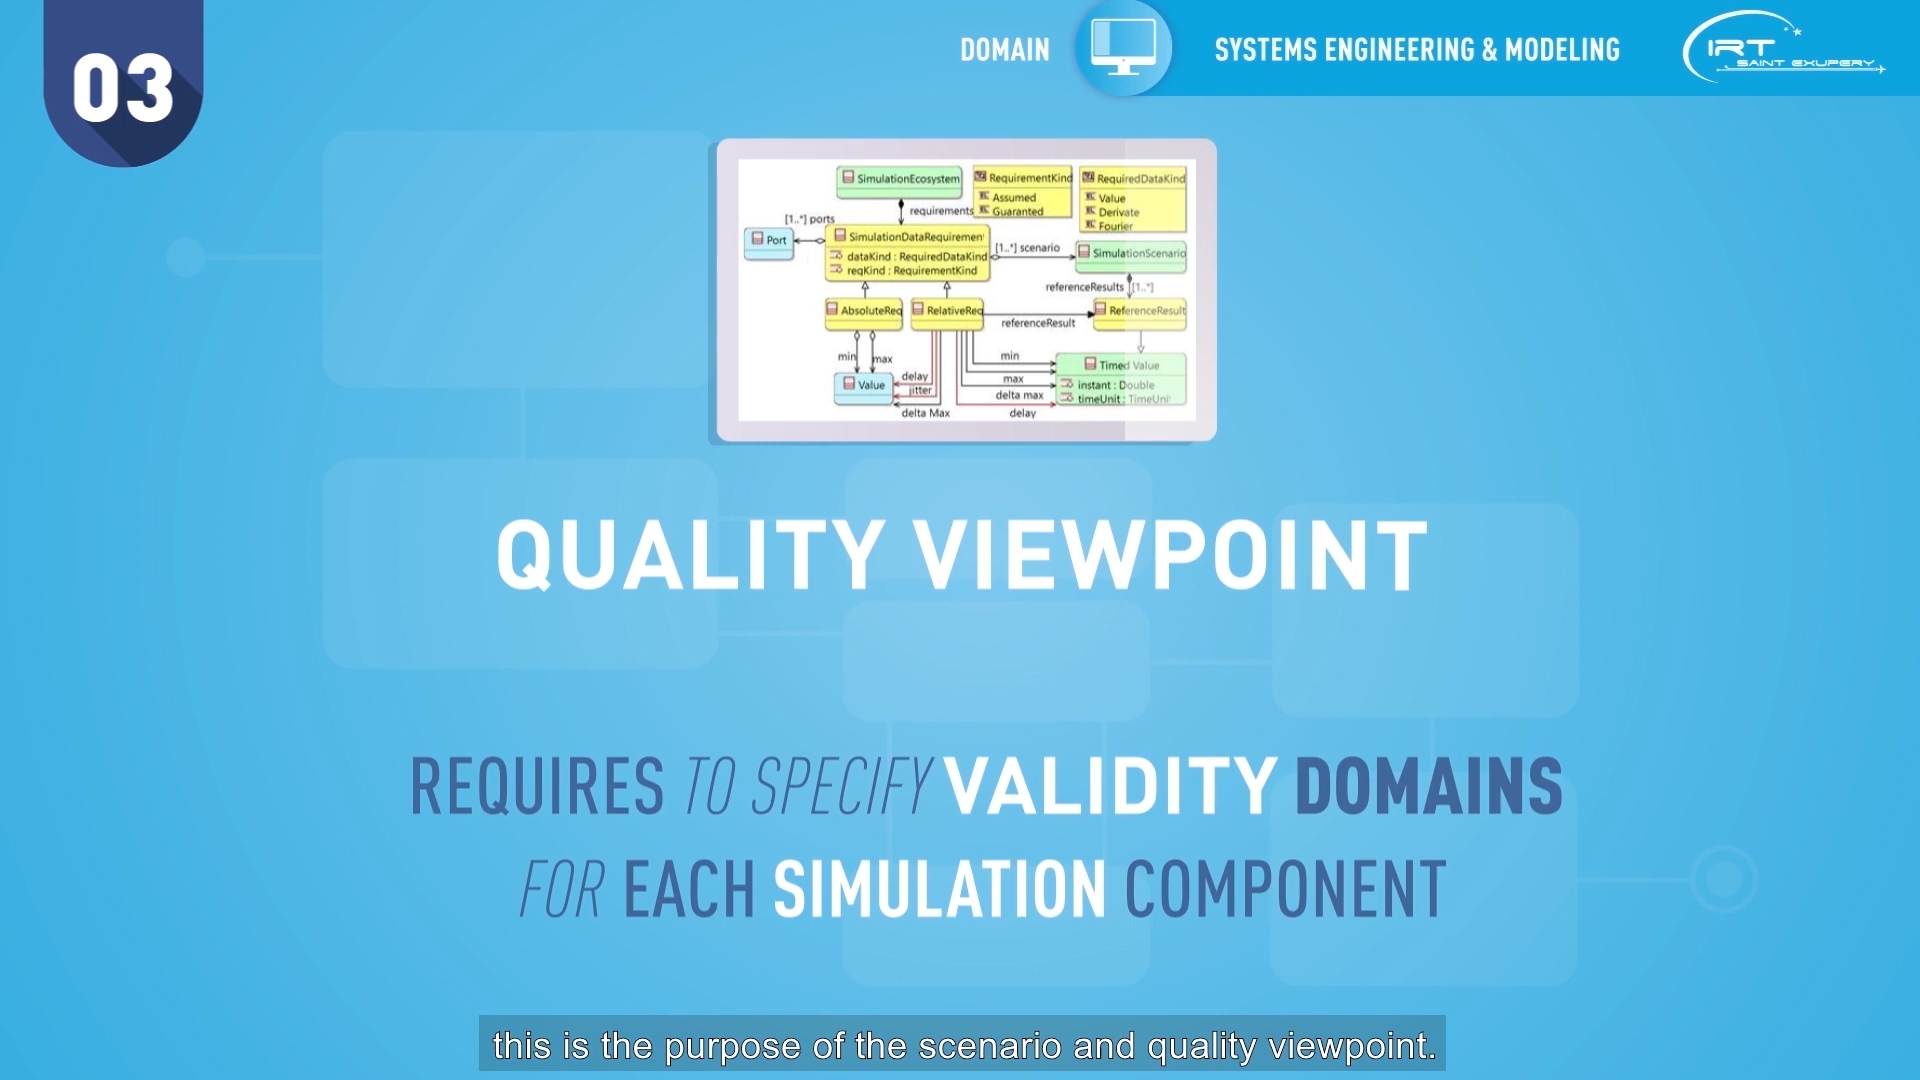 03
DOMAIN
SYSTEMS ENGINEERING & MODELING
IRT
SAINT EXUPERY
SimulationEcosystem
RequirementKind
Assumed
Guaranted
RequiredDataKind
Value
Derivate
Fourier
requirements
[1..*] ports
Port
SimulationDataRequirement
dataKind : RequiredDataKind
reqKind : RequirementKind
[1..*] scenario
SimulationScenario
referenceResults [1..*]
AbsoluteReq
RelativeReq
referenceResult
ReferenceResult
min
max
Value
delay
jitter
delta Max
min
max
delta max
delay
Timed Value
instant : Double
timeUnit : TimeUni
QUALITY VIEWPOINT
REQUIRES TO SPECIFY VALIDITY DOMAINS
FOR EACH SIMULATION COMPONENT
this is the purpose of the scenario and quality viewpoint.